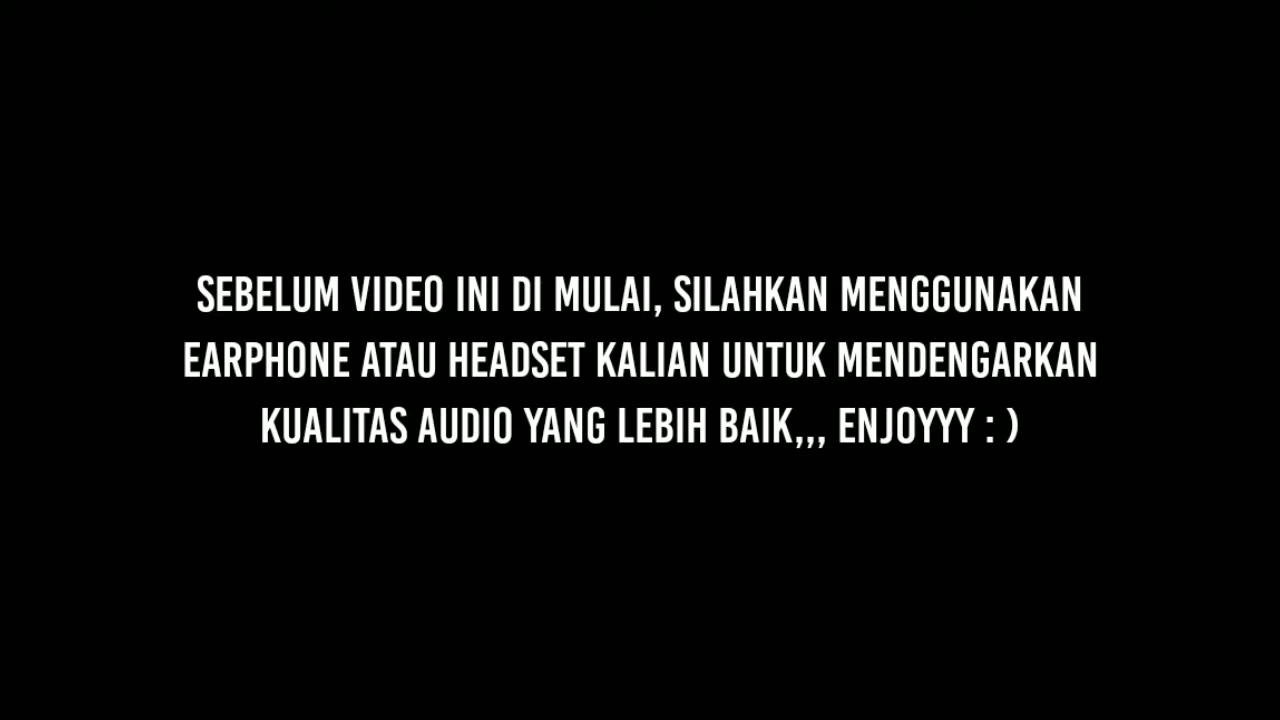 SEBELUM VIDEO INI DI MULAI, SILAHKAN MENGGUNAKAN
EARPHONE ATAU HEADSET KALIAN UNTUK MENDENGARKAN
KUALITAS AUDIO YANG LEBIH BAIK,,, ENJOYYY : )